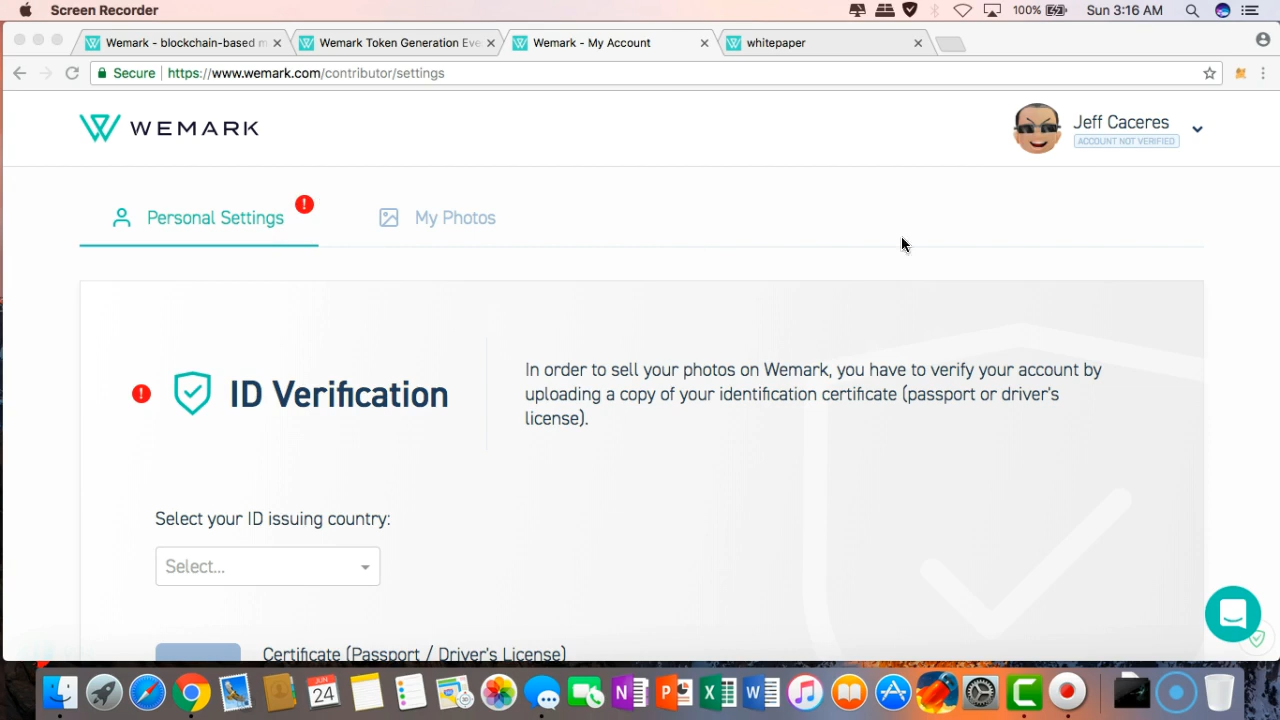 Screen Recorder
100%
Sun 3:16 AM
Wemark - blockchain-based m
Wemark Token Generation Eve
Wemark - My Account
whitepaper
Secure
https://www.wemark.com/contributor/settings
WEMARK
Jeff Caceres
ACCOUNT NOT VERIFIED
Personal Settings
!
My Photos
!
ID Verification
In order to sell your photos on Wemark, you have to verify your account by
uploading a copy of your identification certificate (passport or driver's
license).
Select your ID issuing country:
Select...
Certificate (Passport / Driver's License)
JUN
24
N
P
X
W